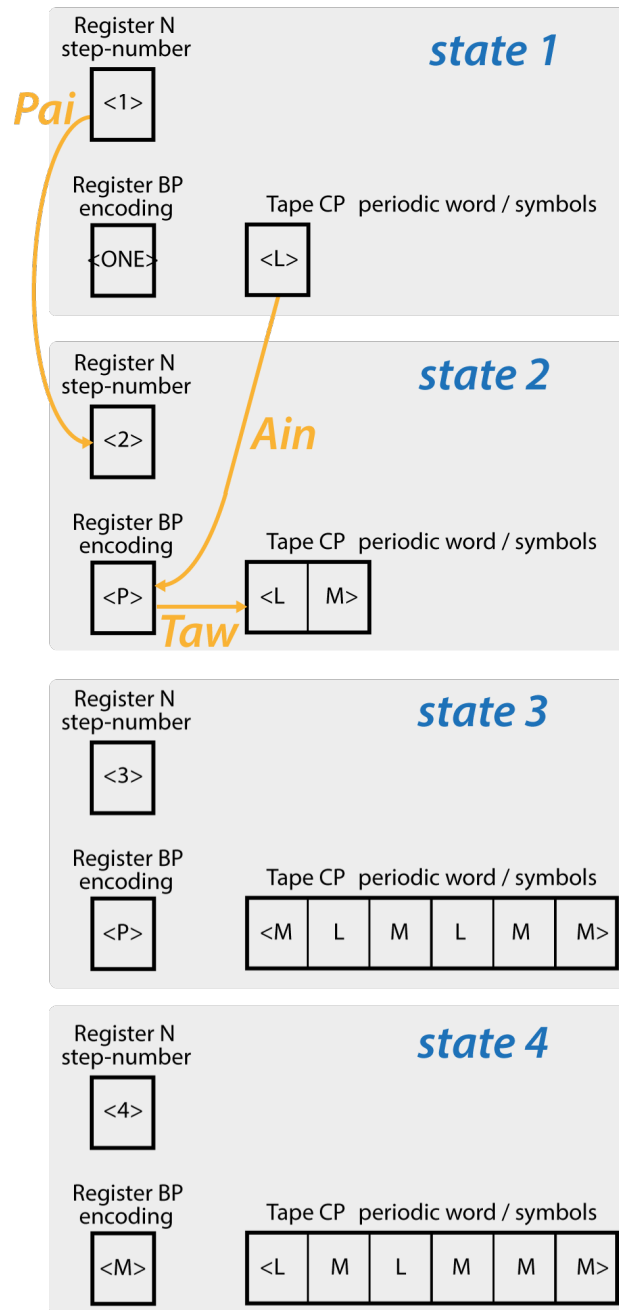 Register N
step-number
state 1
Pai
<1>
Register BP
encoding
Tape CP periodic word / symbols
<ONE>
<L>
Register N
step-number
state 2
<2>
Ain
Register BP
encoding
Tape CP periodic word / symbols
<P>
<L M>
Taw
Register N
step-number
state 3
<3>
Register BP
encoding
Tape CP periodic word / symbols
<P>
<M L M L M M>
Register N
step-number
state 4
<4>
Register BP
encoding
Tape CP periodic word / symbols
<M>
<L M L M M M>